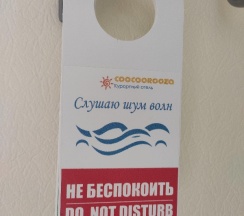 Курортный отель
Слушаю шум волн
НЕ БЕСПОКОИТЬ
DO NOT DISTURB